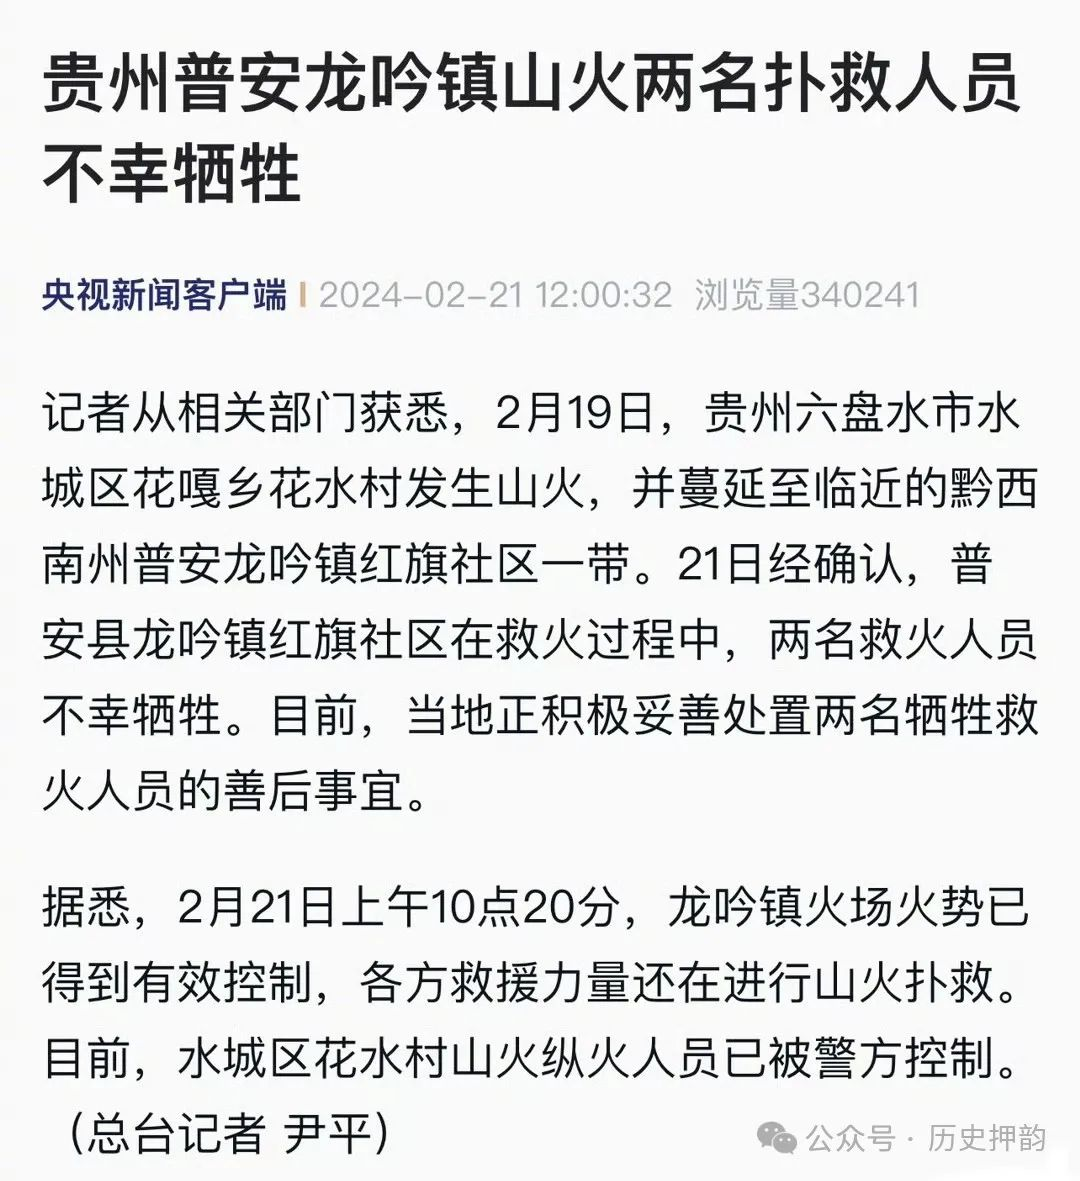 贵州普安龙吟镇山火两名扑救人员
不幸牺牲
央视新闻客户端 2024-02-21 12:00:32 浏览量340241
记者从相关部门获悉，2月19日，贵州六盘水市水
城区花嘎乡花水村发生山火，并蔓延至临近的黔西
南州普安龙吟镇红旗社区一带。21日经确认，普
安县龙吟镇红旗社区在救火过程中，两名救火人员
不幸牺牲。目前，当地正积极妥善处置两名牺牲救
火人员的善后事宜。
据悉，2月21日上午10点20分，龙吟镇火场火势已
得到有效控制，各方救援力量还在进行山火扑救。
目前，水城区花水村山火纵火人员已被警方控制。
（总台记者 尹平）
公众号 · 历史押韵